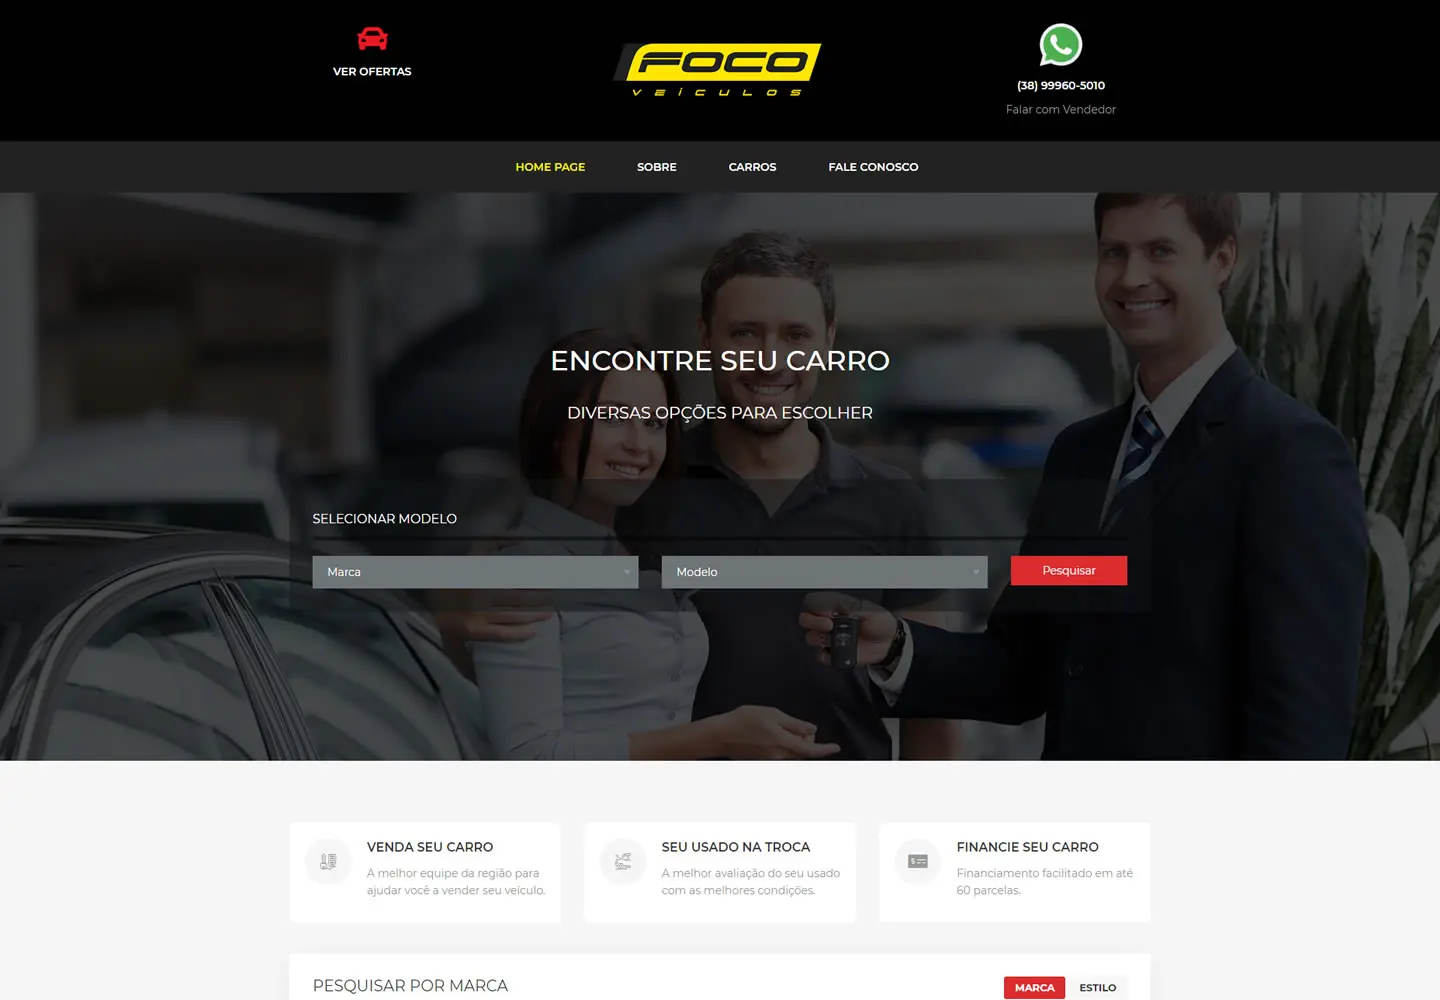 VER OFERTAS
FOCO
VEÍCULOS
(38) 99960-5010
Falar com Vendedor
HOME PAGE
SOBRE
CARROS
FALE CONOSCO
ENCONTRE SEU CARRO
DIVERSAS OPÇÕES PARA ESCOLHER
SELECIONAR MODELO
Marca
Modelo
Pesquisar
VENDA SEU CARRO
A melhor equipe da região para
ajudar você a vender seu veículo.
SEU USADO NA TROCA
A melhor avaliação do seu usado
com as melhores condições.
FINANCIE SEU CARRO
Financiamento facilitado em até
60 parcelas.
PESQUISAR POR MARCA
MARCA
ESTILO